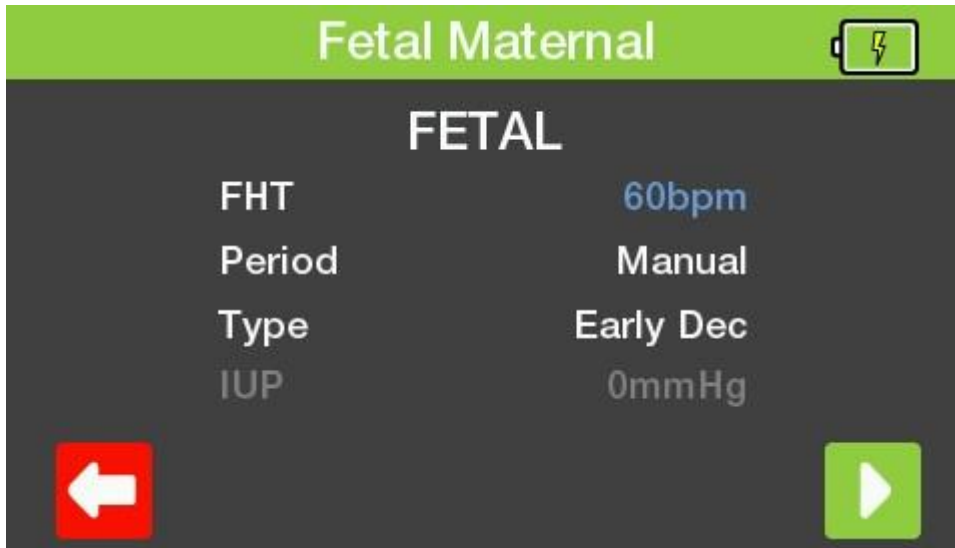 Fetal Maternal
FETAL
FHT 60bpm
Period Manual
Type Early Dec
IUP 0mmHg